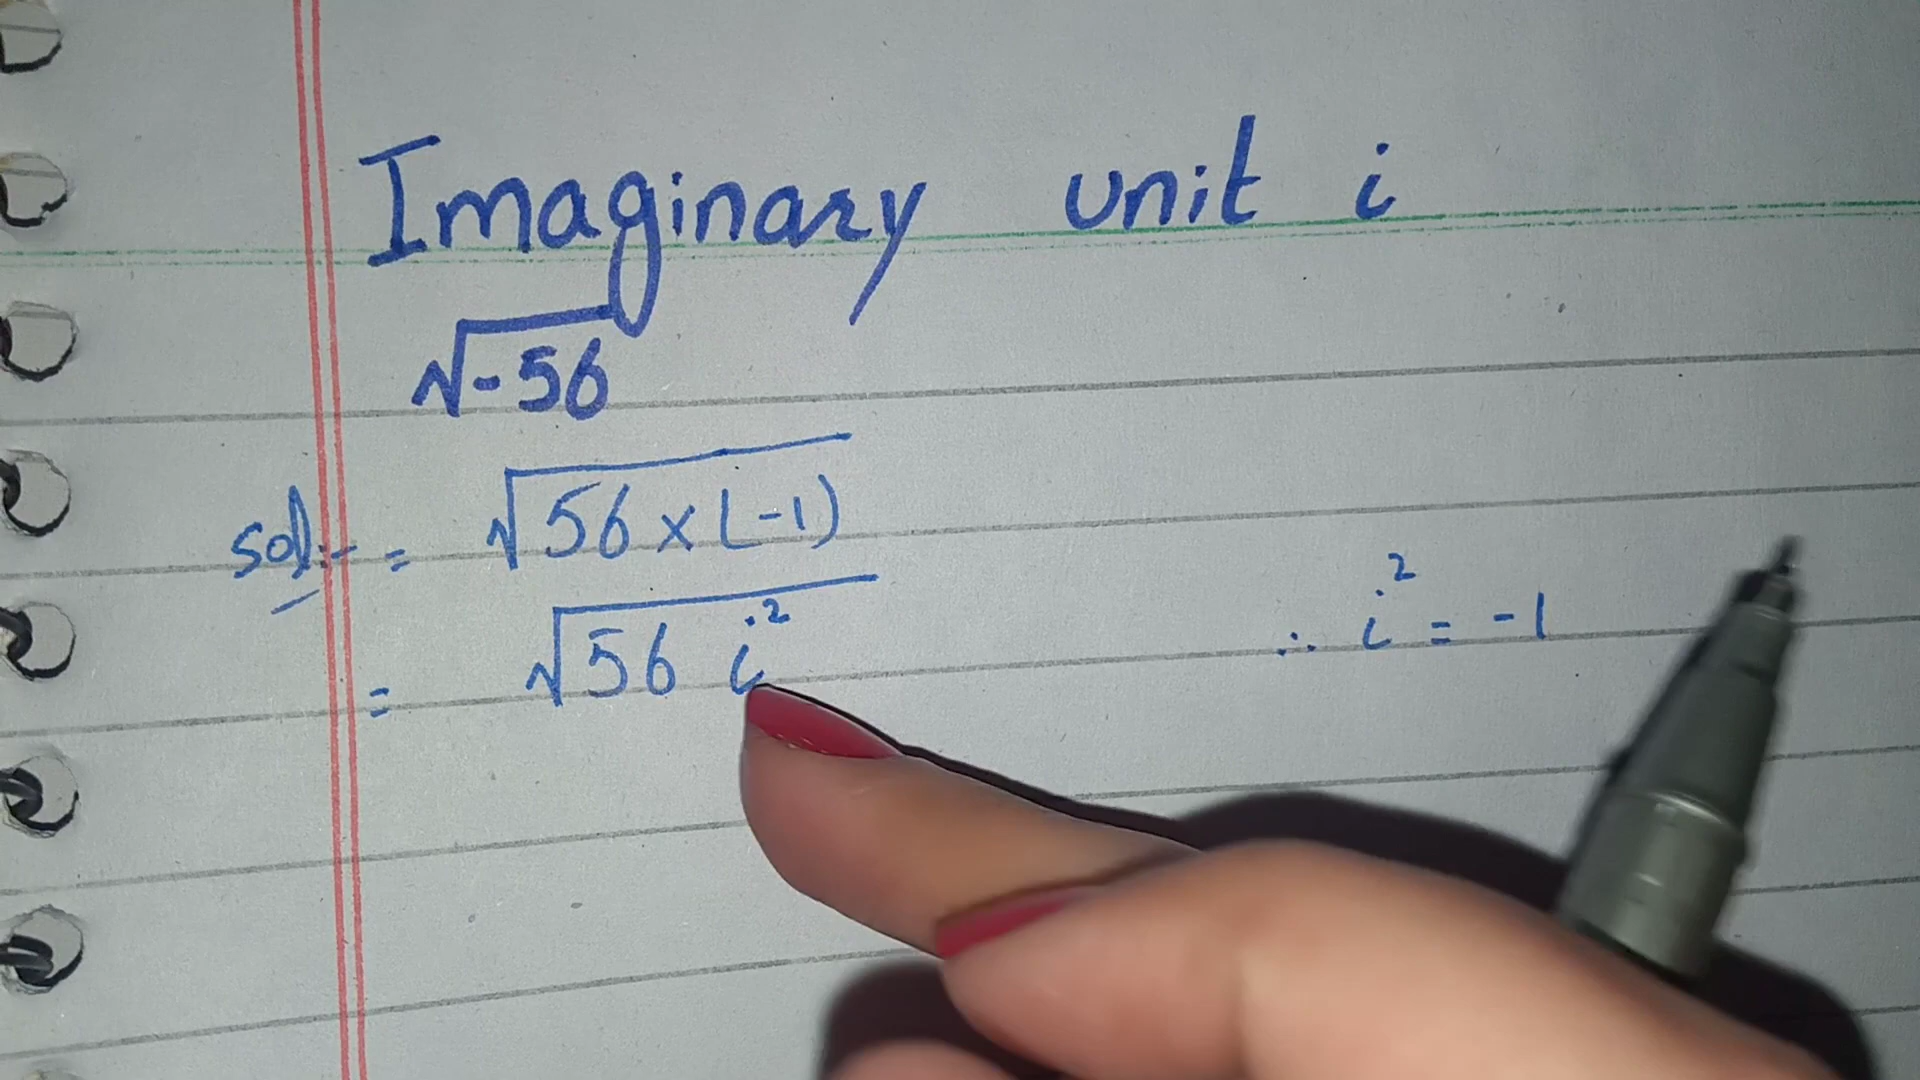 Imaginary unit i
√-56
sol:- = √56 × (-1)
= √56 i²
∴ i² = -1